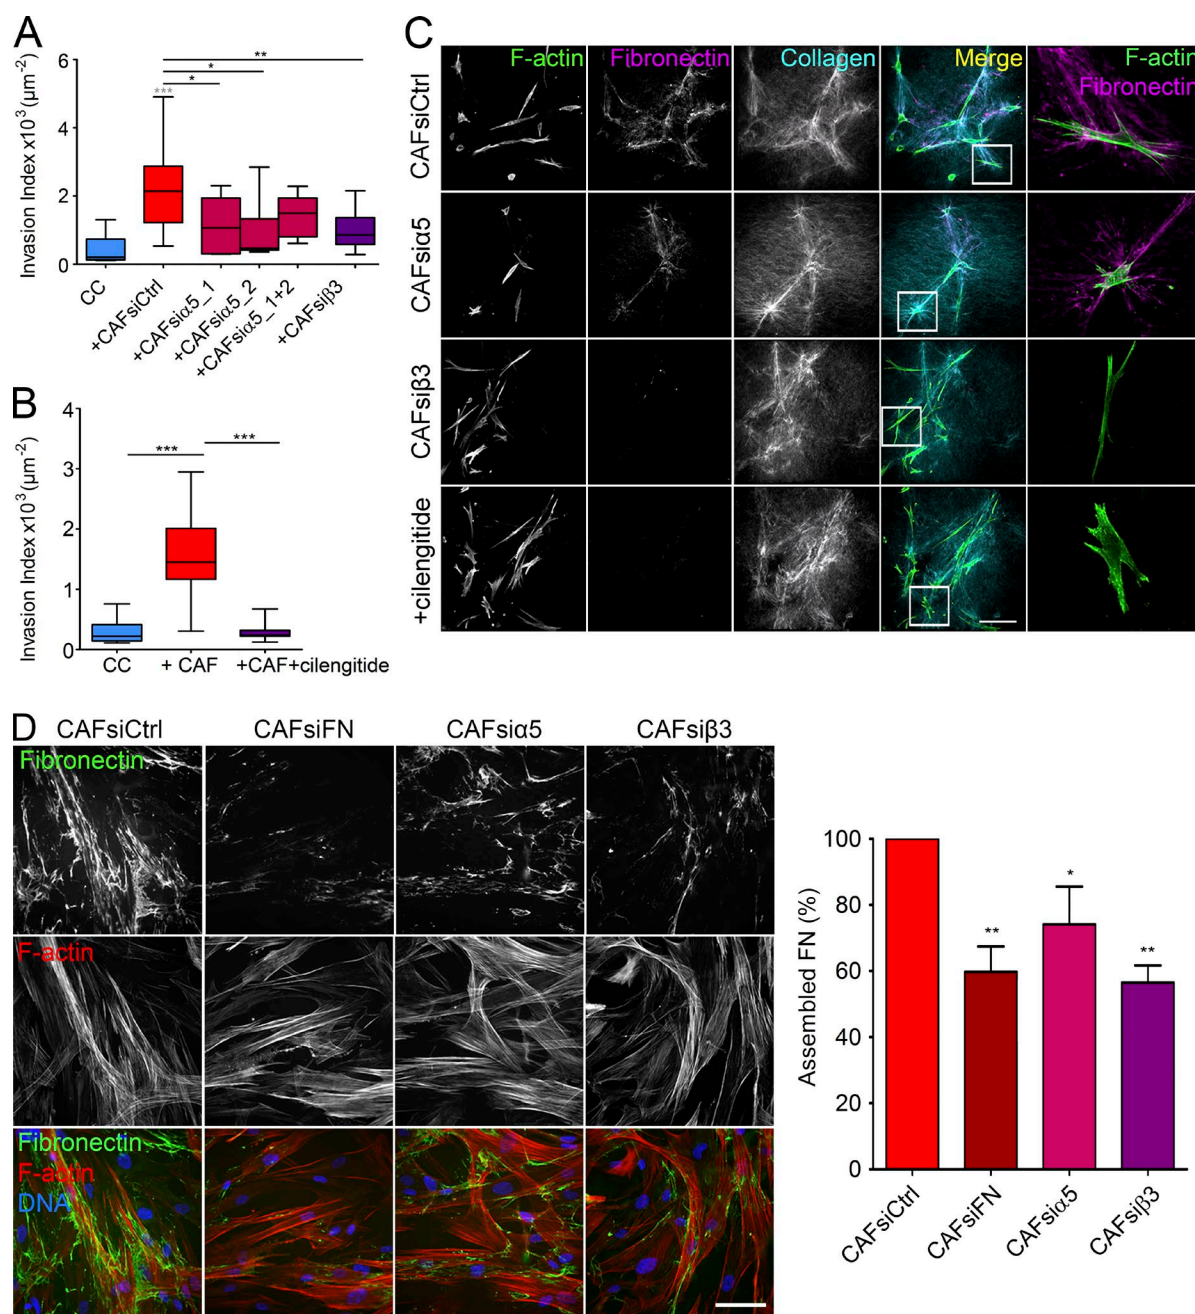 A
Invasion Index x10³ (µm⁻²)
6
4
2
0
**
*
*
***
CC
+CAFsiCtrl
+CAFsiα5_1
+CAFsiα5_2
+CAFsiα5_1+2
+CAFsiβ3
B
Invasion Index x10³ (µm⁻²)
4
3
2
1
0
***
***
CC
+ CAF
+CAF+cilengitide
C
F-actin
Fibronectin
Collagen
Merge
F-actin
Fibronectin
CAFsiCtrl
CAFsiα5
CAFsiβ3
+cilengitide
D
CAFsiCtrl
CAFsiFN
CAFsiα5
CAFsiβ3
Fibronectin
F-actin
Fibronectin
F-actin
DNA
Assembled FN (%)
100
80
60
40
20
0
**
*
**
CAFsiCtrl
CAFsiFN
CAFsiα5
CAFsiβ3